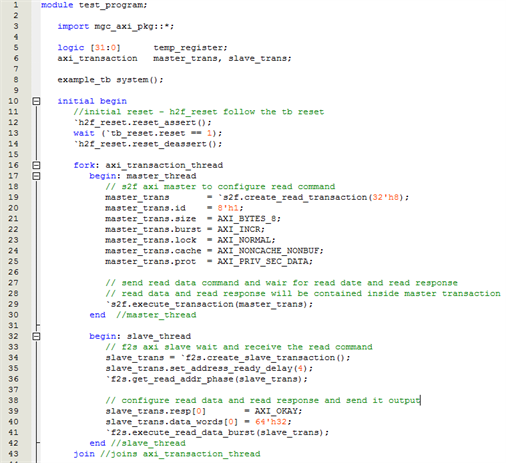 1 module test_program;
2
3 import mgc_axi_pkg::*;
4
5 logic [31:0] temp_register;
6 axi_transaction master_trans, slave_trans;
7
8 example_tb system();
9
10 initial begin
11 //initial reset - h2f_reset follow the tb reset
12 `h2f_reset.reset_assert();
13 wait (`tb_reset.reset == 1);
14 `h2f_reset.reset_deassert();
15
16 fork: axi_transaction_thread
17 begin: master_thread
18 // s2f axi master to configure read command
19 master_trans = `s2f.create_read_transaction(32'h8);
20 master_trans.id = 8'h1;
21 master_trans.size = AXI_BYTES_8;
22 master_trans.burst = AXI_INCR;
23 master_trans.lock = AXI_NORMAL;
24 master_trans.cache = AXI_NONCACHE_NONBUF;
25 master_trans.prot = AXI_PRIV_SEC_DATA;
26
27 // send read data command and wair for read date and read response
28 // read data and read response will be contained inside master transaction
29 `s2f.execute_transaction(master_trans);
30 end //master_thread
31
32 begin: slave_thread
33 // f2s axi slave wait and receive the read command
34 slave_trans = `f2s.create_slave_transaction();
35 slave_trans.set_address_ready_delay(4);
36 `f2s.get_read_addr_phase(slave_trans);
37
38 // configure read data and read response and send it output
39 slave_trans.resp[0] = AXI_OKAY;
40 slave_trans.data_words[0] = 64'h32;
41 `f2s.execute_read_data_burst(slave_trans);
42 end //slave_thread
43 join //joins axi_transaction_thread